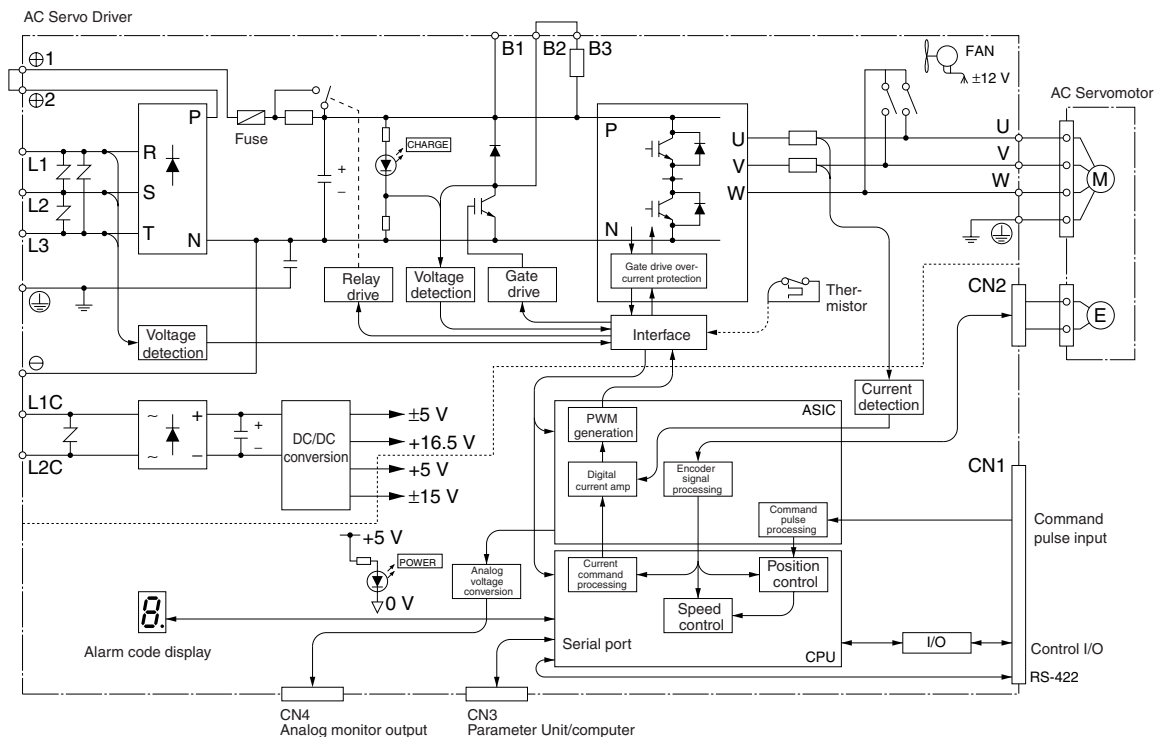 AC Servo Driver
B1 B2 B3
FAN
±12 V
⊕1
⊕2
AC Servomotor
P
Fuse
+
−
CHARGE
P
U
V
W
U
V
W
M
L1
R
L2
S
L3
T
N
N
Relay drive
Voltage detection
Gate drive
Gate drive over-
current protection
Ther-
mistor
CN2
E
Voltage
detection
Interface
⊖
Current
detection
L1C
L2C
~
~
+
−
+
−
DC/DC
conversion
±5 V
+16.5 V
+5 V
±15 V
ASIC
PWM
generation
Digital
current amp
Encoder
signal
processing
Command
pulse
processing
CN1
Command
pulse input
+5 V
POWER
0 V
Analog
voltage
conversion
Current
command
processing
Position
control
Speed
control
8.
Alarm code display
Serial port
CPU
I/O
Control I/O
RS-422
CN4
Analog monitor output
CN3
Parameter Unit/computer